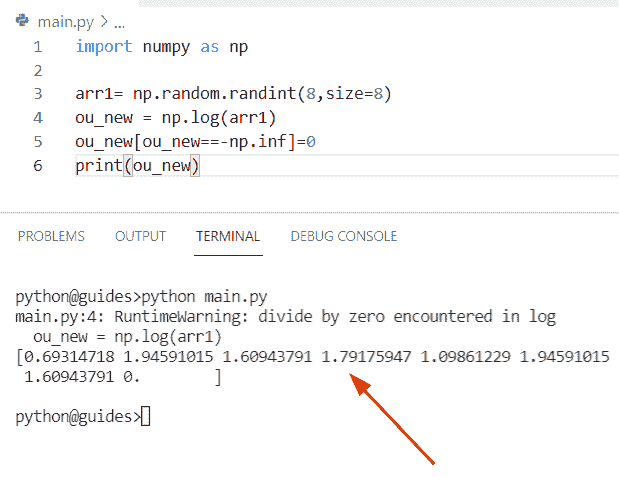 main.py > ...
1 import numpy as np
2
3 arr1= np.random.randint(8,size=8)
4 ou_new = np.log(arr1)
5 ou_new[ou_new==-np.inf]=0
6 print(ou_new)
PROBLEMS OUTPUT TERMINAL DEBUG CONSOLE
python@guides>python main.py
main.py:4: RuntimeWarning: divide by zero encountered in log
  ou_new = np.log(arr1)
[0.69314718 1.94591015 1.60943791 1.79175947 1.09861229 1.94591015
 1.60943791 0.        ]
python@guides>